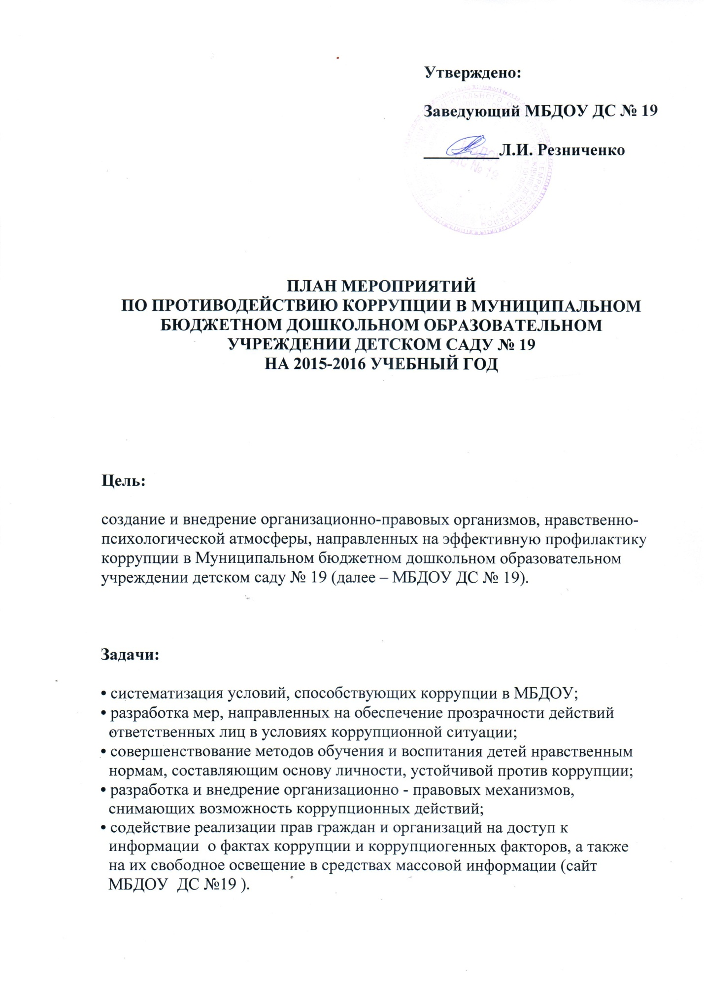 Утверждено:
Заведующий МБДОУ ДС № 19
__________Л.И. Резниченко
ДС № 19
ТЕМРЮКСКИЙ РАЙОН
ПЛАН МЕРОПРИЯТИЙ
ПО ПРОТИВОДЕЙСТВИЮ КОРРУПЦИИ В МУНИЦИПАЛЬНОМ
БЮДЖЕТНОМ ДОШКОЛЬНОМ ОБРАЗОВАТЕЛЬНОМ
УЧРЕЖДЕНИИ ДЕТСКОМ САДУ № 19
НА 2015-2016 УЧЕБНЫЙ ГОД
Цель:
создание и внедрение организационно-правовых организмов, нравственно-
психологической атмосферы, направленных на эффективную профилактику
коррупции в Муниципальном бюджетном дошкольном образовательном
учреждении детском саду № 19 (далее – МБДОУ ДС № 19).
Задачи:
• систематизация условий, способствующих коррупции в МБДОУ;
• разработка мер, направленных на обеспечение прозрачности действий
ответственных лиц в условиях коррупционной ситуации;
• совершенствование методов обучения и воспитания детей нравственным
нормам, составляющим основу личности, устойчивой против коррупции;
• разработка и внедрение организационно - правовых механизмов,
снимающих возможность коррупционных действий;
• содействие реализации прав граждан и организаций на доступ к
информации  о фактах коррупции и коррупциогенных факторов, а также
на их свободное освещение в средствах массовой информации (сайт
МБДОУ  ДС №19 ).